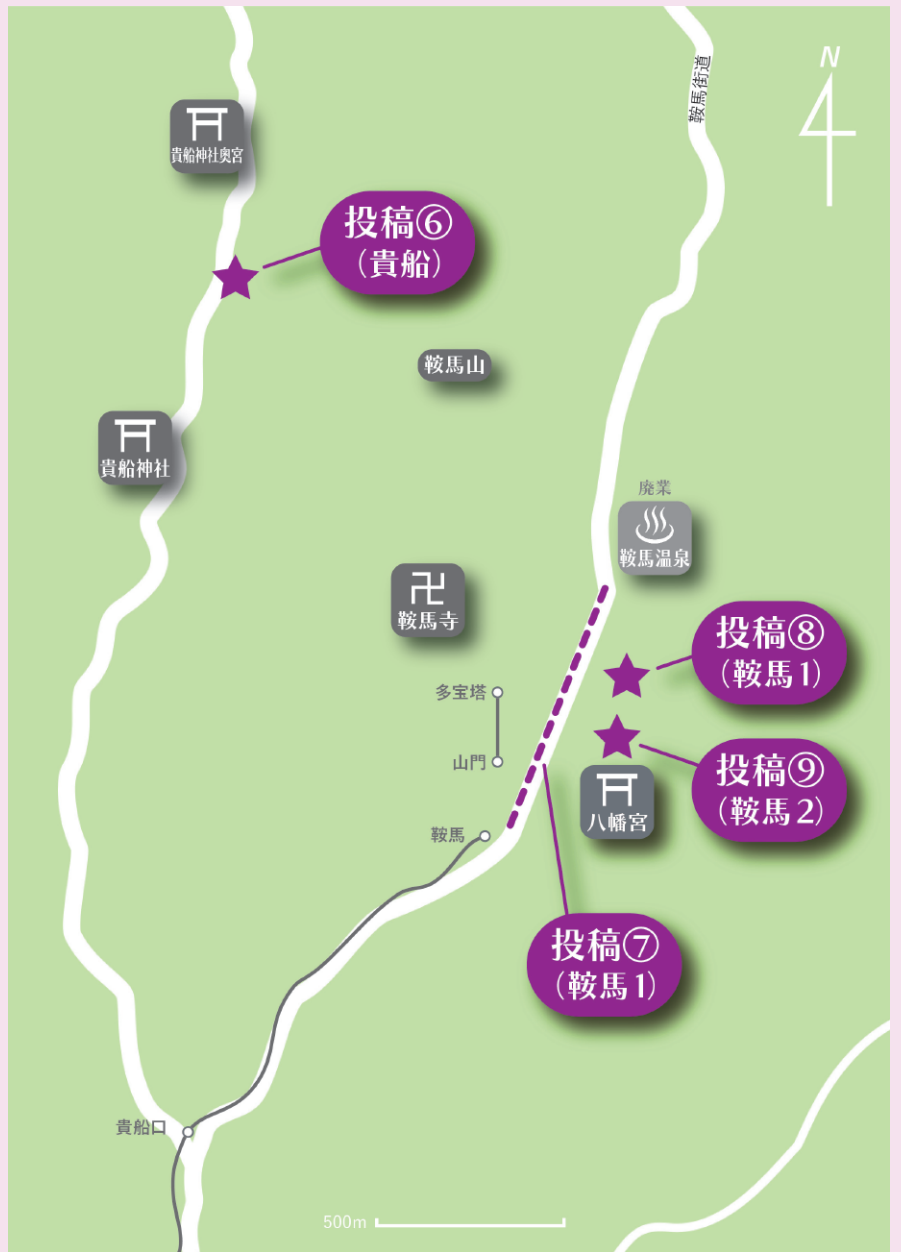 N
鞍馬街道
貴船神社奥宮
投稿⑥
（貴船）
鞍馬山
貴船神社
廃業
鞍馬温泉
鞍馬寺
投稿⑧
（鞍馬1）
多宝塔
山門
投稿⑨
（鞍馬2）
八幡宮
鞍馬
投稿⑦
（鞍馬1）
貴船口
500m